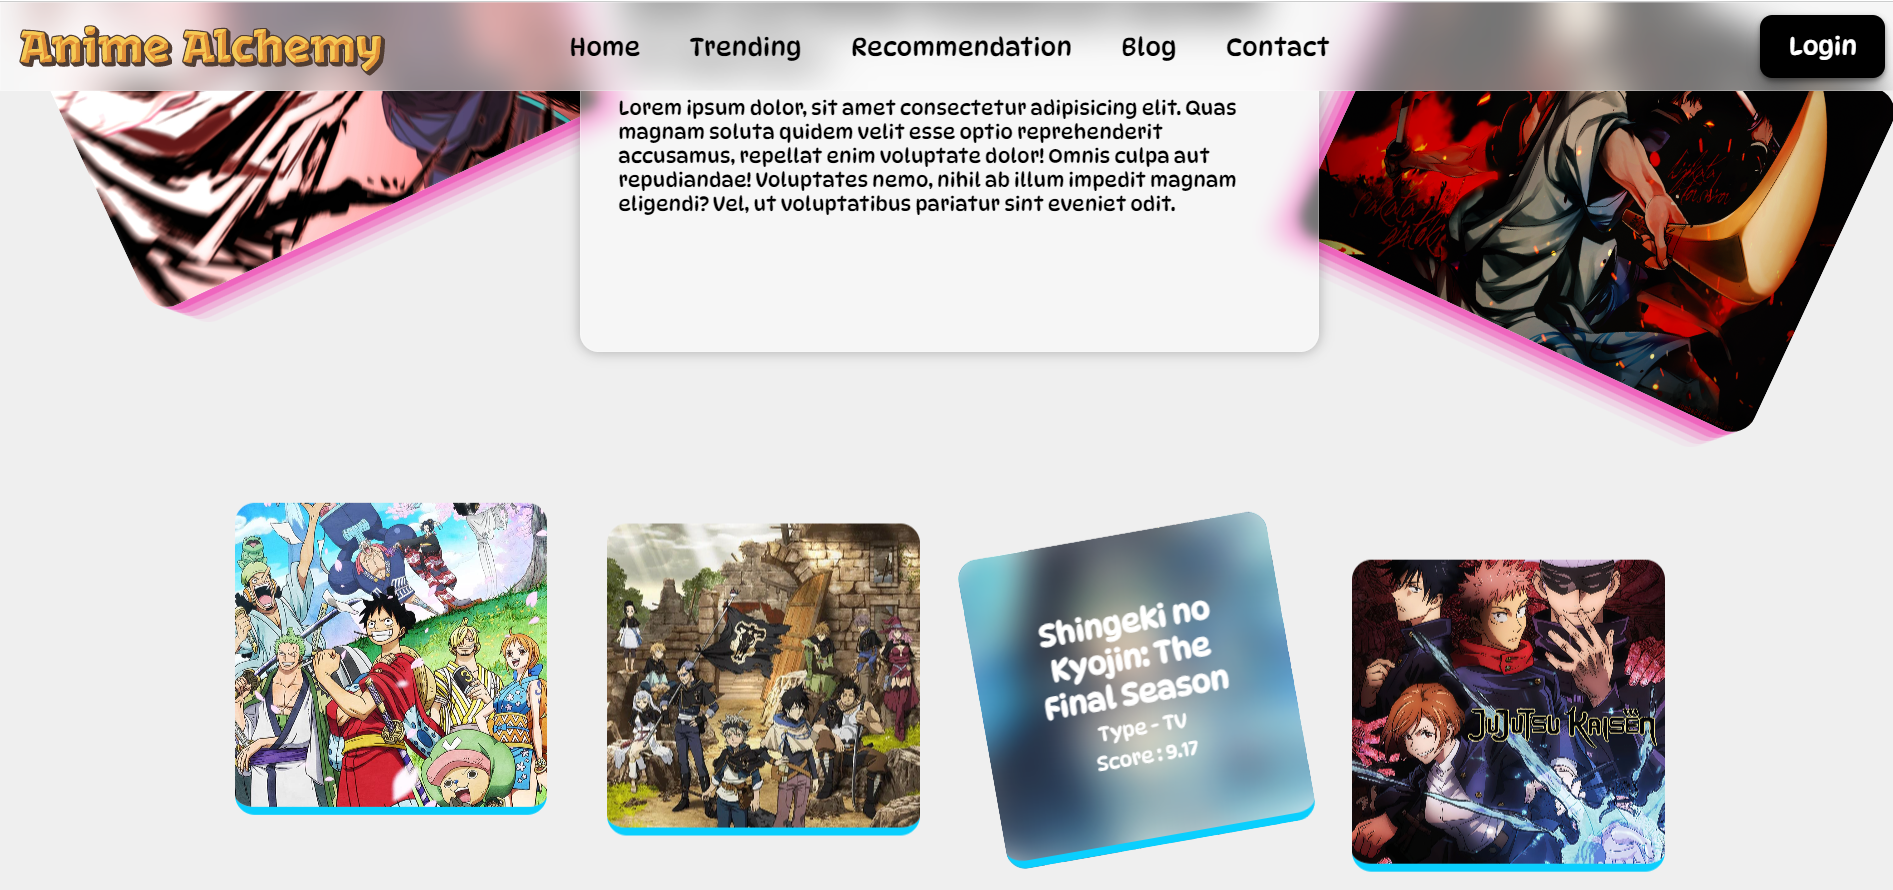 Anime Alchemy
Home Trending Recommendation Blog Contact
Login
Lorem ipsum dolor, sit amet consectetur adipisicing elit. Quas
magnam soluta quidem velit esse optio reprehenderit
accusamus, repellat enim voluptate dolor! Omnis culpa aut
repudiandae! Voluptates nemo, nihil ab illum impedit magnam
eligendi? Vel, ut voluptatibus pariatur sint eveniet odit.
Shingeki no
Kyojin: The
Final Season
Type - TV
Score : 9.17
JUJUTSU KAISEN